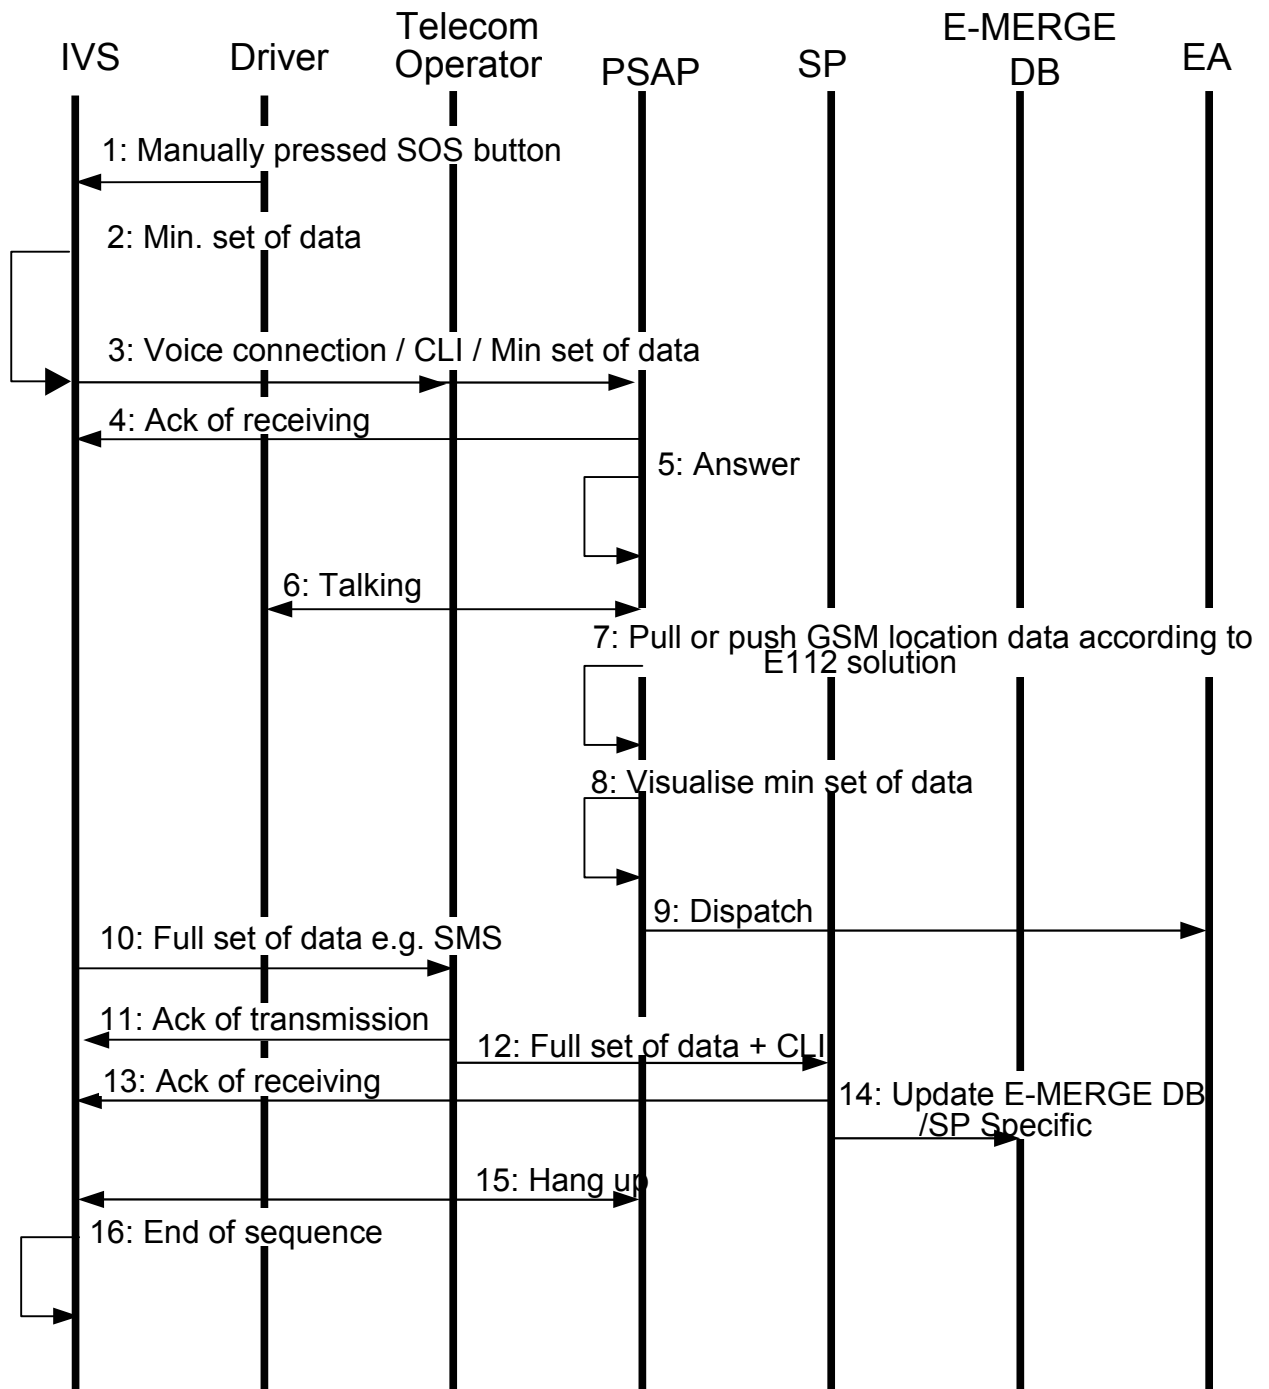 IVS
Driver
Telecom
Operator
PSAP
SP
E-MERGE
DB
EA
1: Manually pressed SOS button
2: Min. set of data
3: Voice connection / CLI / Min set of data
4: Ack of receiving
5: Answer
6: Talking
7: Pull or push GSM location data according to
E112 solution
8: Visualise min set of data
9: Dispatch
10: Full set of data e.g. SMS
11: Ack of transmission
12: Full set of data + CLI
13: Ack of receiving
14: Update E-MERGE DB
/SP Specific
15: Hang up
16: End of sequence